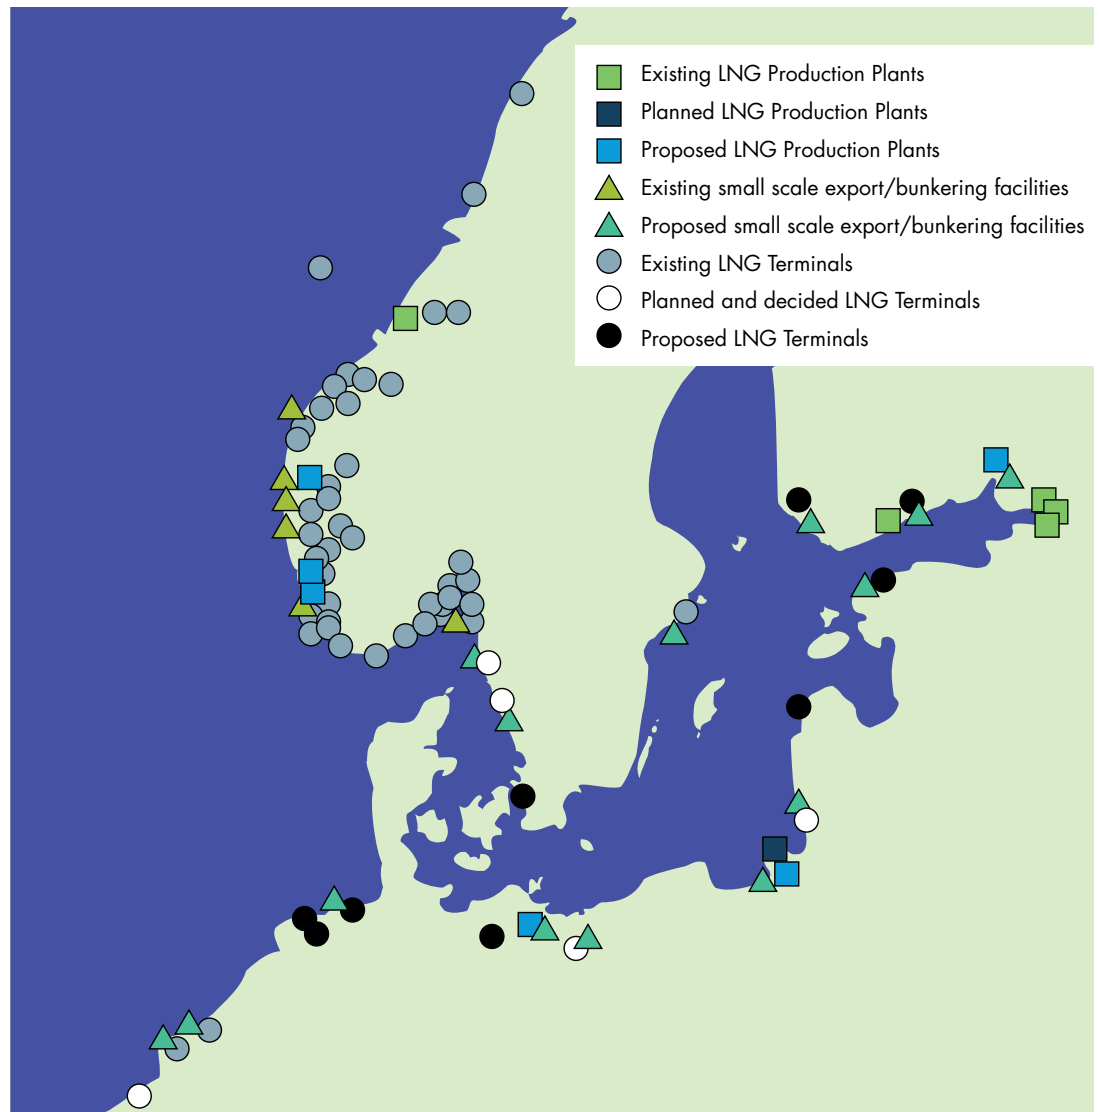 Existing LNG Production Plants
Planned LNG Production Plants
Proposed LNG Production Plants
Existing small scale export/bunkering facilities
Proposed small scale export/bunkering facilities
Existing LNG Terminals
Planned and decided LNG Terminals
Proposed LNG Terminals